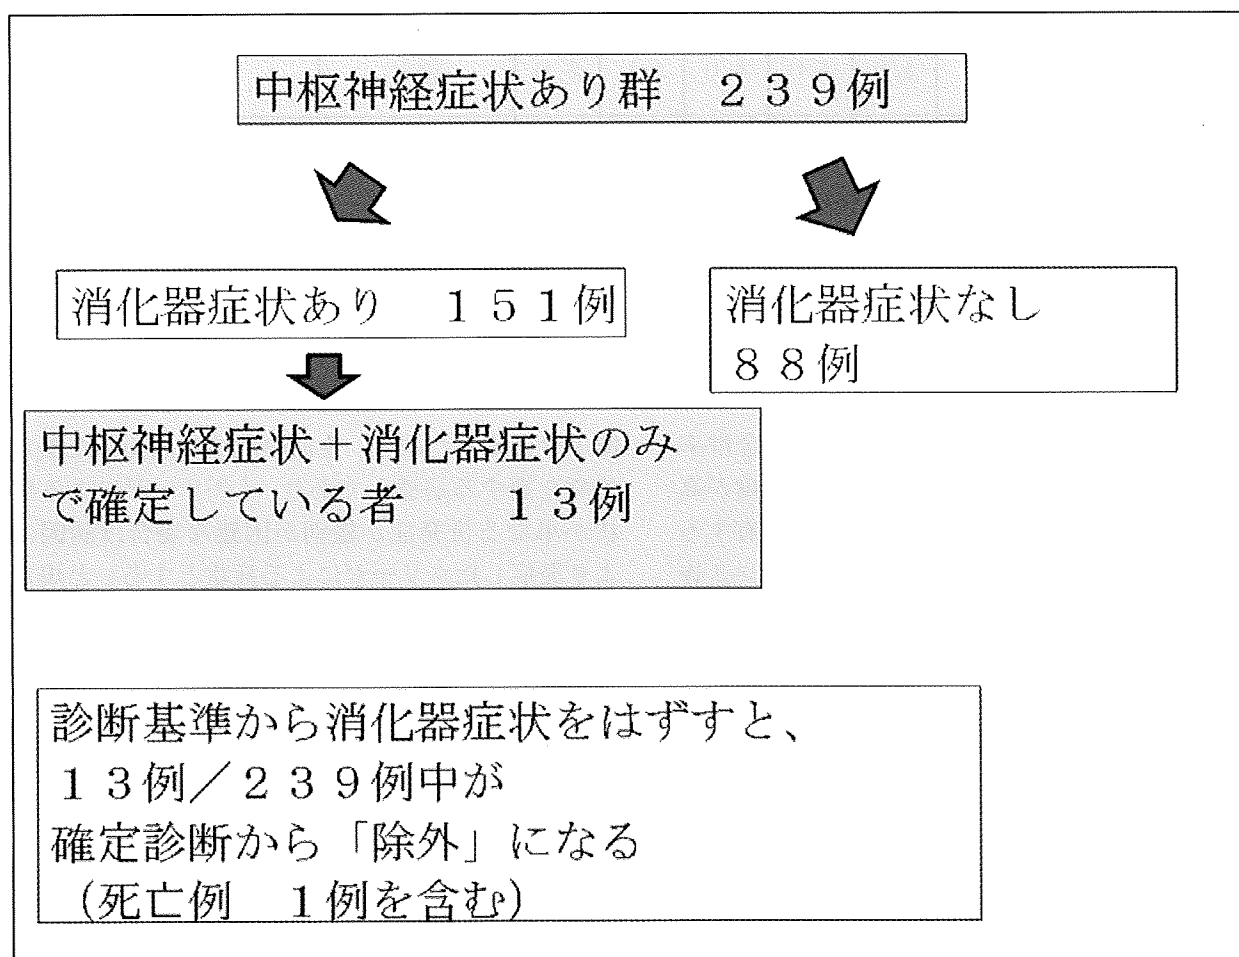 中枢神経症状あり群　２３９例
消化器症状あり　１５１例
消化器症状なし
８８例
中枢神経症状＋消化器症状のみ
で確定している者　　１３例
診断基準から消化器症状をはずすと、
１３例／２３９例中が
確定診断から「除外」になる
（死亡例　１例を含む）